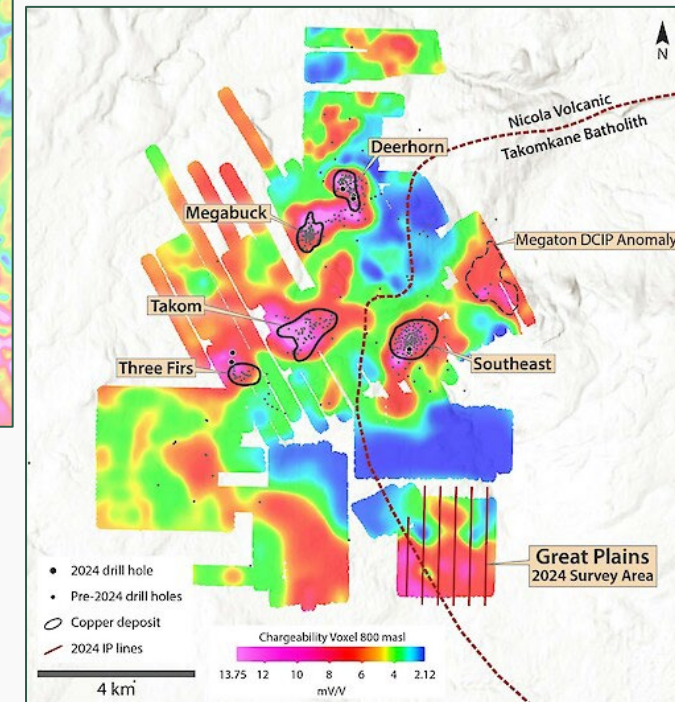 N
Nicola Volcanic
Takomkane Batholith
Deerhorn
Megabuck
Megaton DCIP Anomaly
Takom
Three Firs
Southeast
Great Plains
2024 Survey Area
2024 drill hole
Pre-2024 drill holes
Copper deposit
2024 IP lines
4 km
Chargeability Voxel 800 masl
13.75 12 10 8 6 4 2.12
mV/V